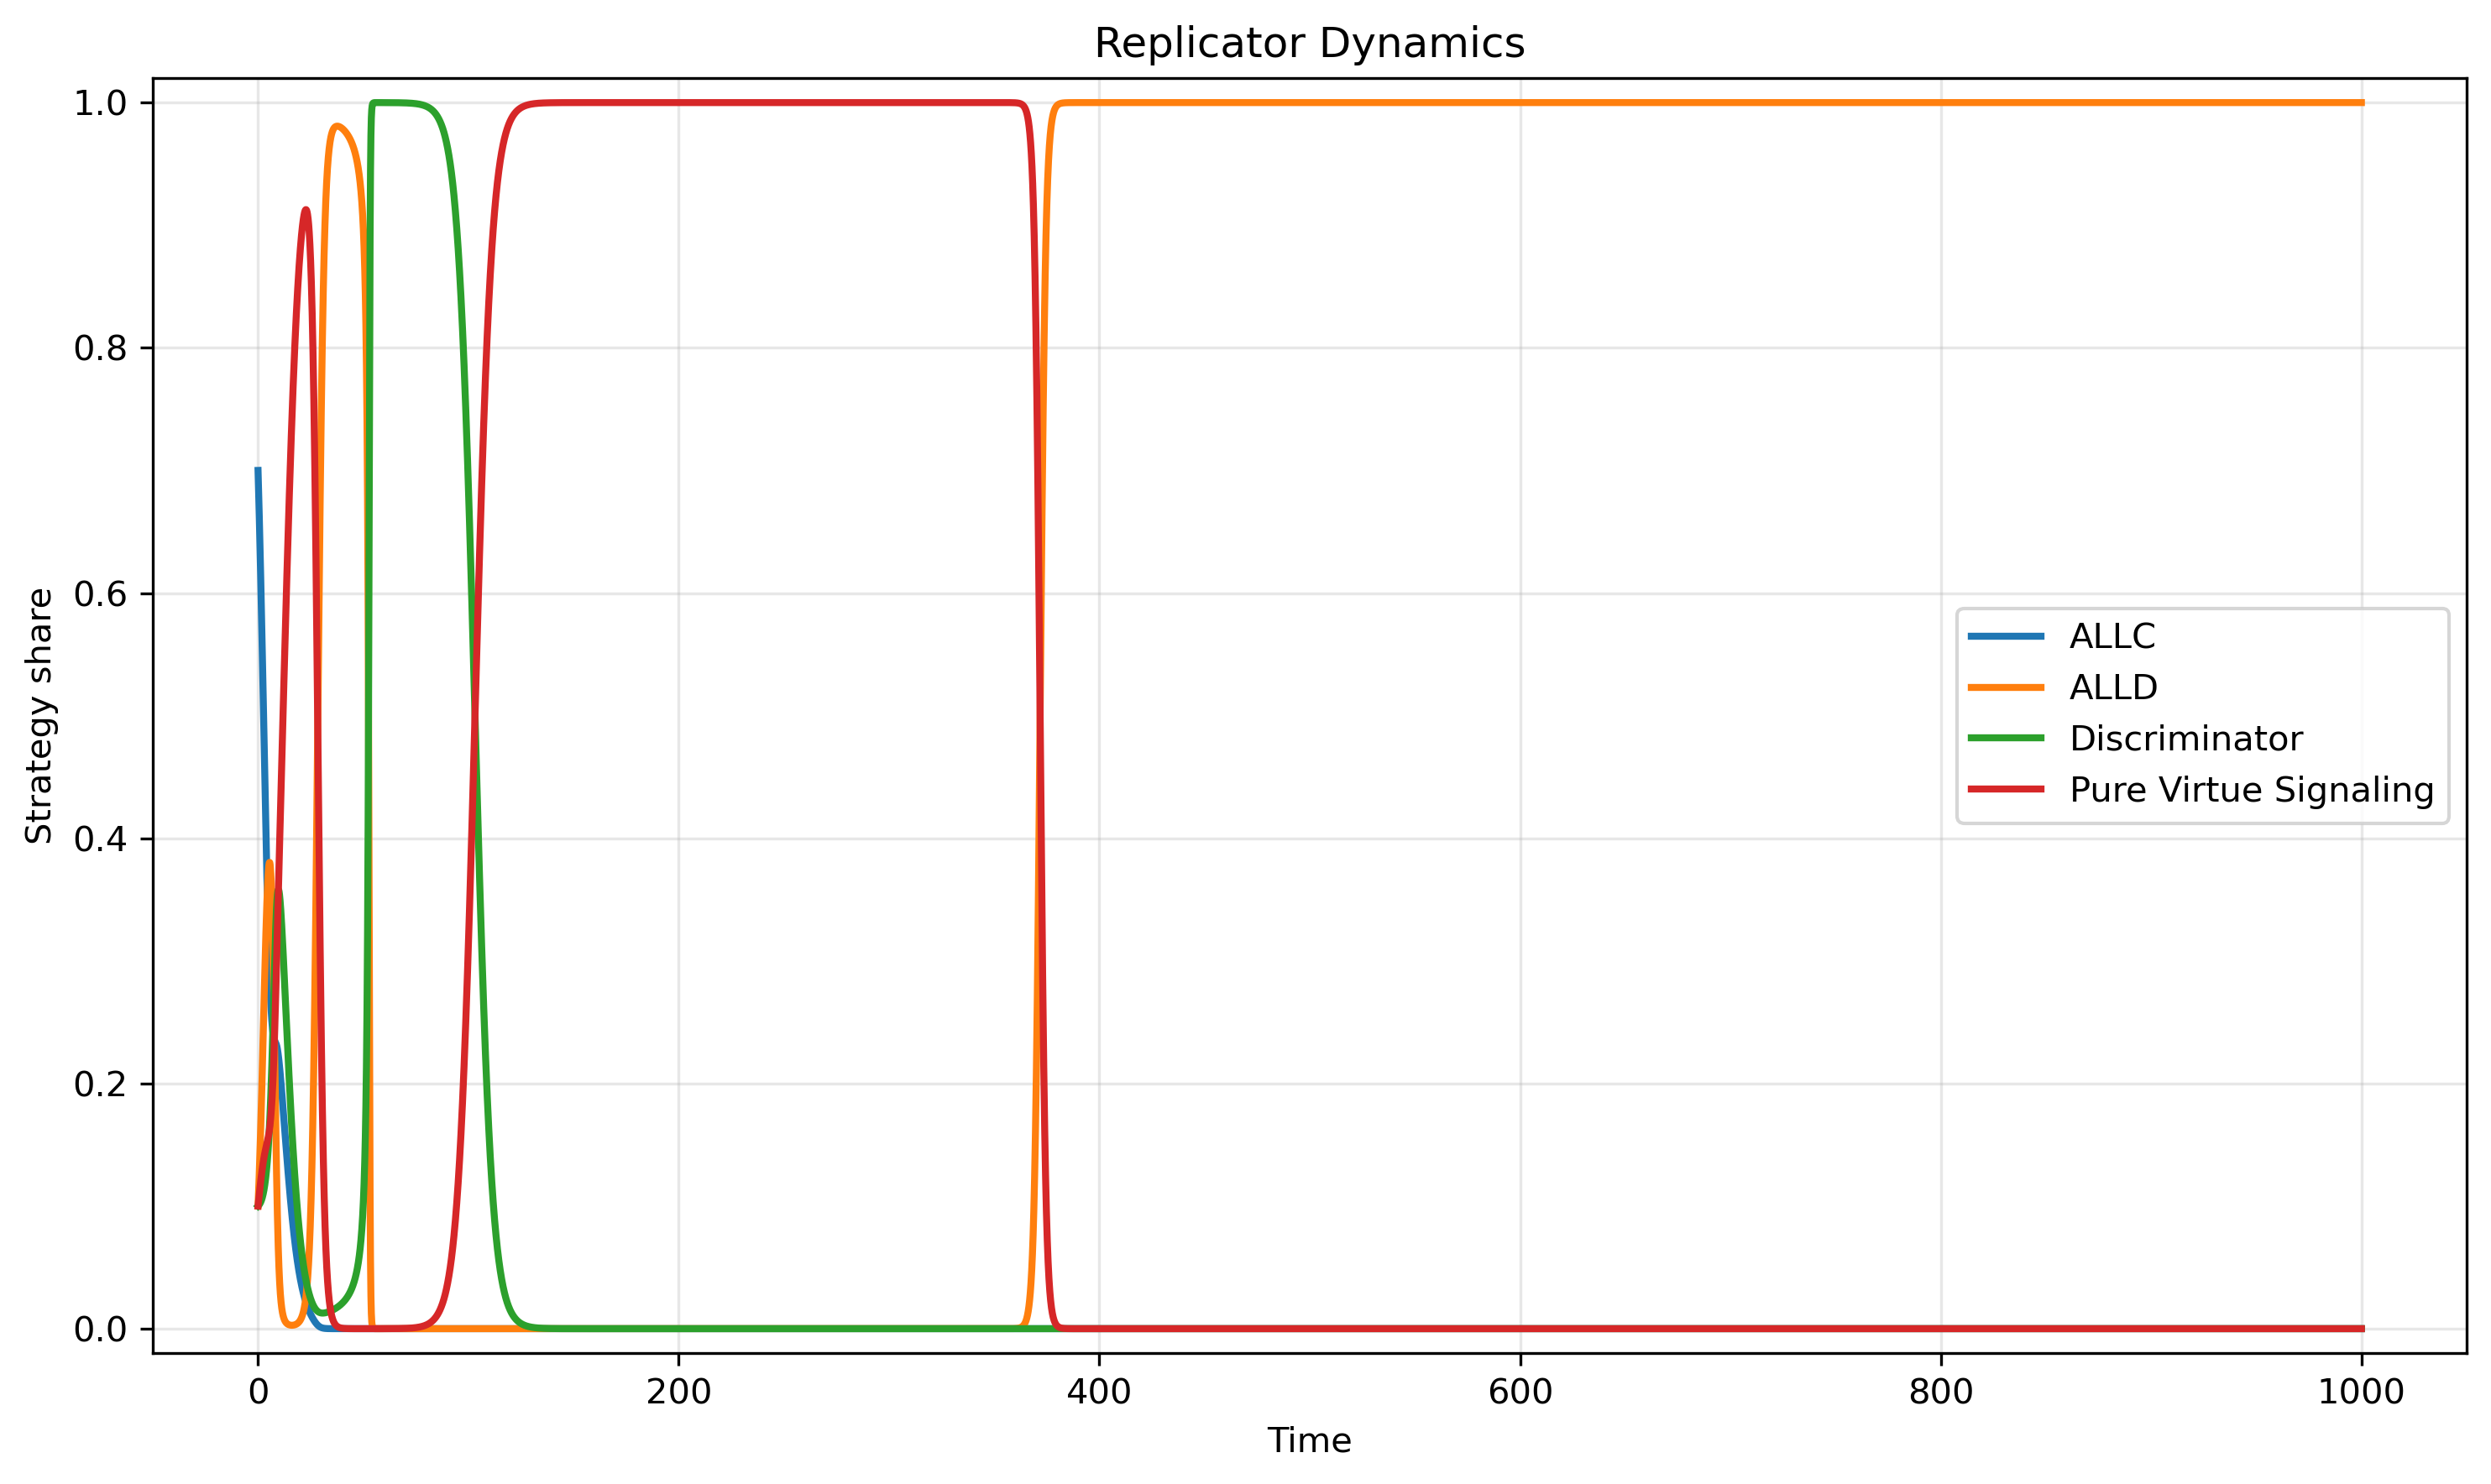 Replicator Dynamics
1.0
0.8
0.6
0.4
0.2
0.0
Strategy share
ALLC
ALLD
Discriminator
Pure Virtue Signaling
0 200 400 600 800 1000
Time